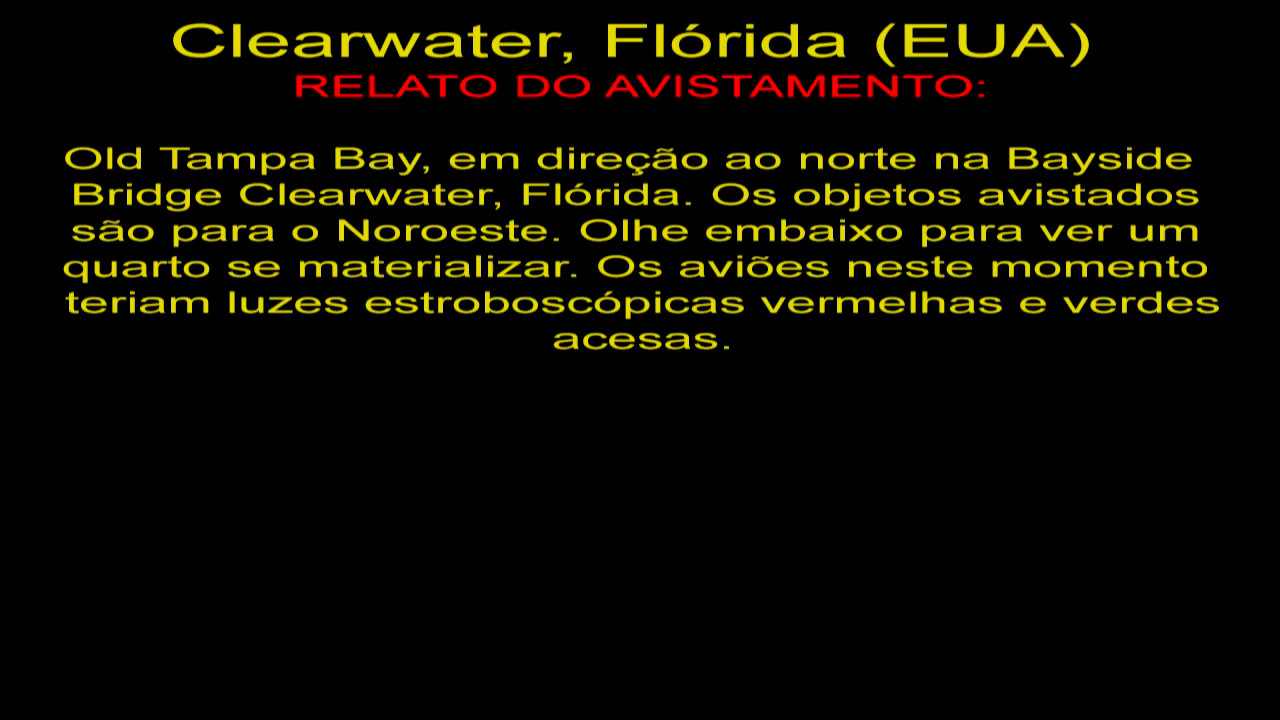 Clearwater, Flórida (EUA)
RELATO DO AVISTAMENTO:
Old Tampa Bay, em direção ao norte na Bayside
Bridge Clearwater, Flórida. Os objetos avistados
são para o Noroeste. Olhe embaixo para ver um
quarto se materializar. Os aviões neste momento
teriam luzes estroboscópicas vermelhas e verdes
acesas.